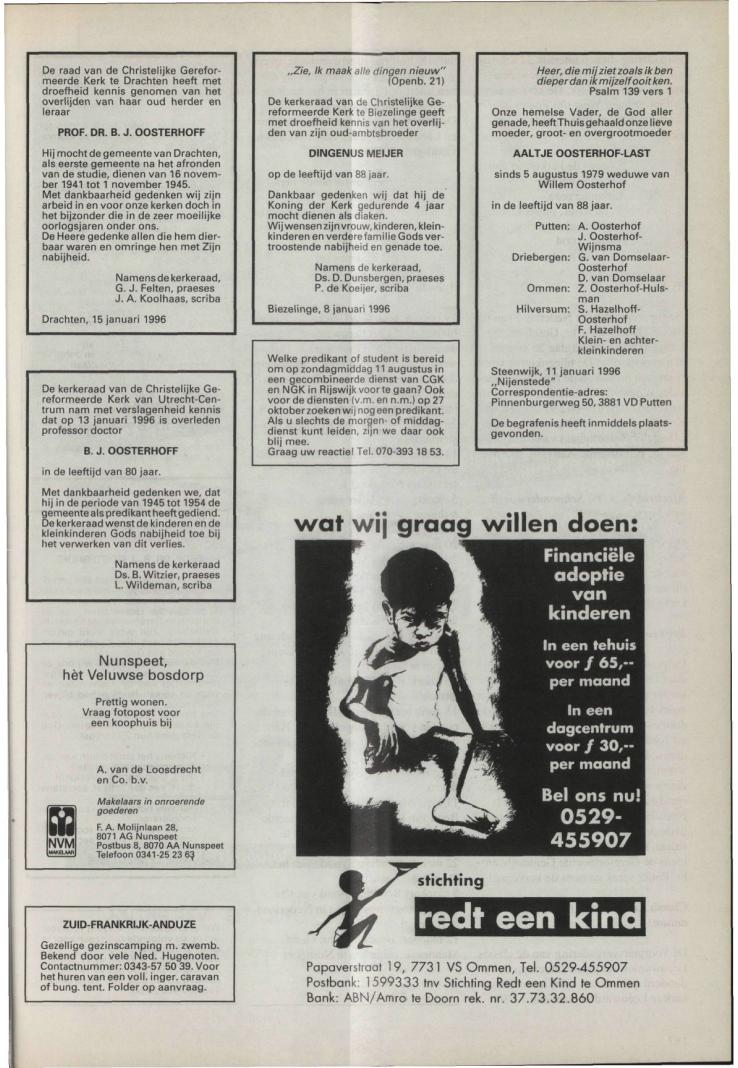 De raad van de Christelijke Gerefor-
meerde Kerk te Drachten heeft met
droefheid kennis genomen van het
overlijden van haar oud herder en
leraar
PROF. DR. B. J. OOSTERHOFF
Hij mocht de gemeente van Drachten,
als eerste gemeente na het afronden
van de studie, dienen van 16 novem-
ber 1941 tot 1 november 1945.
Met dankbaarheid gedenken wij zijn
arbeid in en voor onze kerken doch in
het bijzonder die in de zeer moeilijke
oorlogsjaren onder ons.
De Heere gedenke allen die hem dier-
baar waren en omringe hen met Zijn
nabijheid.
Namens de kerkeraad,
G. J. Felten, praeses
J. A. Koolhaas, scriba
Drachten, 15 januari 1996
De kerkeraad van de Christelijke Ge-
reformeerde Kerk van Utrecht-Cen-
trum nam met verslagenheid kennis
dat op 13 januari 1996 is overleden
professor doctor
B. J. OOSTERHOFF
in de leeftijd van 80 jaar.
Met dankbaarheid gedenken we, dat
hij in de periode van 1945 tot 1954 de
gemeente als predikant heeft gediend.
De kerkeraad wenst de kinderen en de
kleinkinderen Gods nabijheid toe bij
het verwerken van dit verlies.
Namens de kerkeraad
Ds. B. Witzier, praeses
L. Wildeman, scriba
Nunspeet,
hèt Veluwse bosdorp
Prettig wonen.
Vraag fotopost voor
een koophuis bij
A. van de Loosdrecht
en Co. b.v.
Makelaars in onroerende
goederen
F. A. Molijnlaan 28,
8071 AG Nunspeet
Postbus 8, 8070 AA Nunspeet
Telefoon 0341-25 23 63
NVM
MAKELAAR
ZUID-FRANKRIJK-ANDUZE
Gezellige gezinscamping m. zwemb.
Bekend door vele Ned. Hugenoten.
Contactnummer: 0343-57 50 39. Voor
het huren van een voll. inger. caravan
of bung. tent. Folder op aanvraag.
„Zie, Ik maak alle dingen nieuw”
(Openb. 21)
De kerkeraad van de Christelijke Ge-
reformeerde Kerk te Biezelinge geeft
met droefheid kennis van het overlij-
den van zijn oud-ambtsbroeder
DINGENUS MEIJER
op de leeftijd van 88 jaar.
Dankbaar gedenken wij dat hij de
Koning der Kerk gedurende 4 jaar
mocht dienen als diaken.
Wij wensen zijn vrouw, kinderen, klein-
kinderen en verdere familie Gods ver-
troostende nabijheid en genade toe.
Namens de kerkeraad,
Ds. D. Dunsbergen, praeses
P. de Koeijer, scriba
Biezelinge, 8 januari 1996
Welke predikant of student is bereid
om op zondagmiddag 11 augustus in
een gecombineerde dienst van CGK
en NGK in Rijswijk voor te gaan? Ook
voor de diensten (v.m. en n.m.) op 27
oktober zoeken wij nog een predikant.
Als u slechts de morgen- of middag-
dienst kunt leiden, zijn we daar ook
blij mee.
Graag uw reactie! Tel. 070-393 18 53.
Heer, die mij ziet zoals ik ben
dieper dan ik mijzelf ooit ken.
Psalm 139 vers 1
Onze hemelse Vader, de God aller
genade, heeft Thuis gehaald onze lieve
moeder, groot- en overgrootmoeder
AALTJE OOSTERHOF-LAST
sinds 5 augustus 1979 weduwe van
Willem Oosterhof
in de leeftijd van 88 jaar.
Putten: A. Oosterhof
J. Oosterhof-
Wijnsma
Driebergen: G. van Domselaar-
Oosterhof
D. van Domselaar
Ommen: Z. Oosterhof-Huls-
man
Hilversum: S. Hazelhoff-
Oosterhof
F. Hazelhoff
Klein- en achter-
kleinkinderen
Steenwijk, 11 januari 1996
„Nijenstede”
Correspondentie-adres:
Pinnenburgerweg 50, 3881 VD Putten
De begrafenis heeft inmiddels plaats-
gevonden.
wat wij graag willen doen:
Financiële
adoptie
van
kinderen
In een tehuis
voor ƒ 65,--
per maand
In een
dagcentrum
voor ƒ 30,--
per maand
Bel ons nu!
0529-
455907
stichting
redt een kind
Papaverstraat 19, 7731 VS Ommen, Tel. 0529-455907
Postbank: 1599333 tnv Stichting Redt een Kind te Ommen
Bank: ABN/Amro te Doorn rek. nr. 37.73.32.860